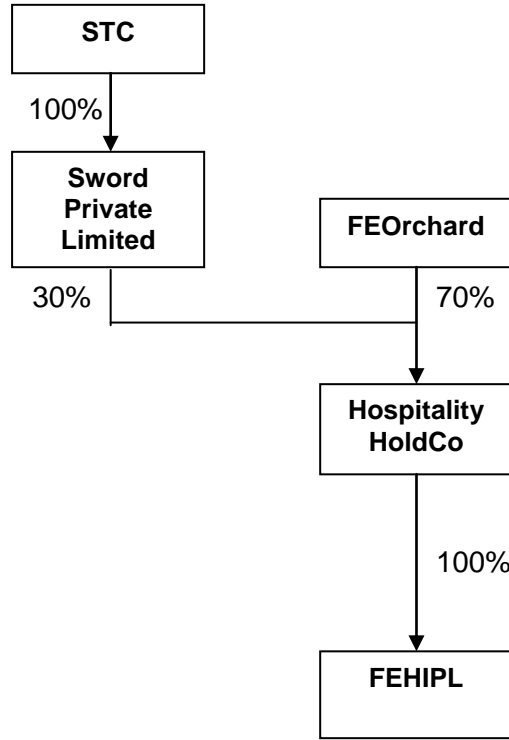 STC
100%
Sword
Private
Limited
FEOrchard
30%
70%
Hospitality
HoldCo
100%
FEHIPL